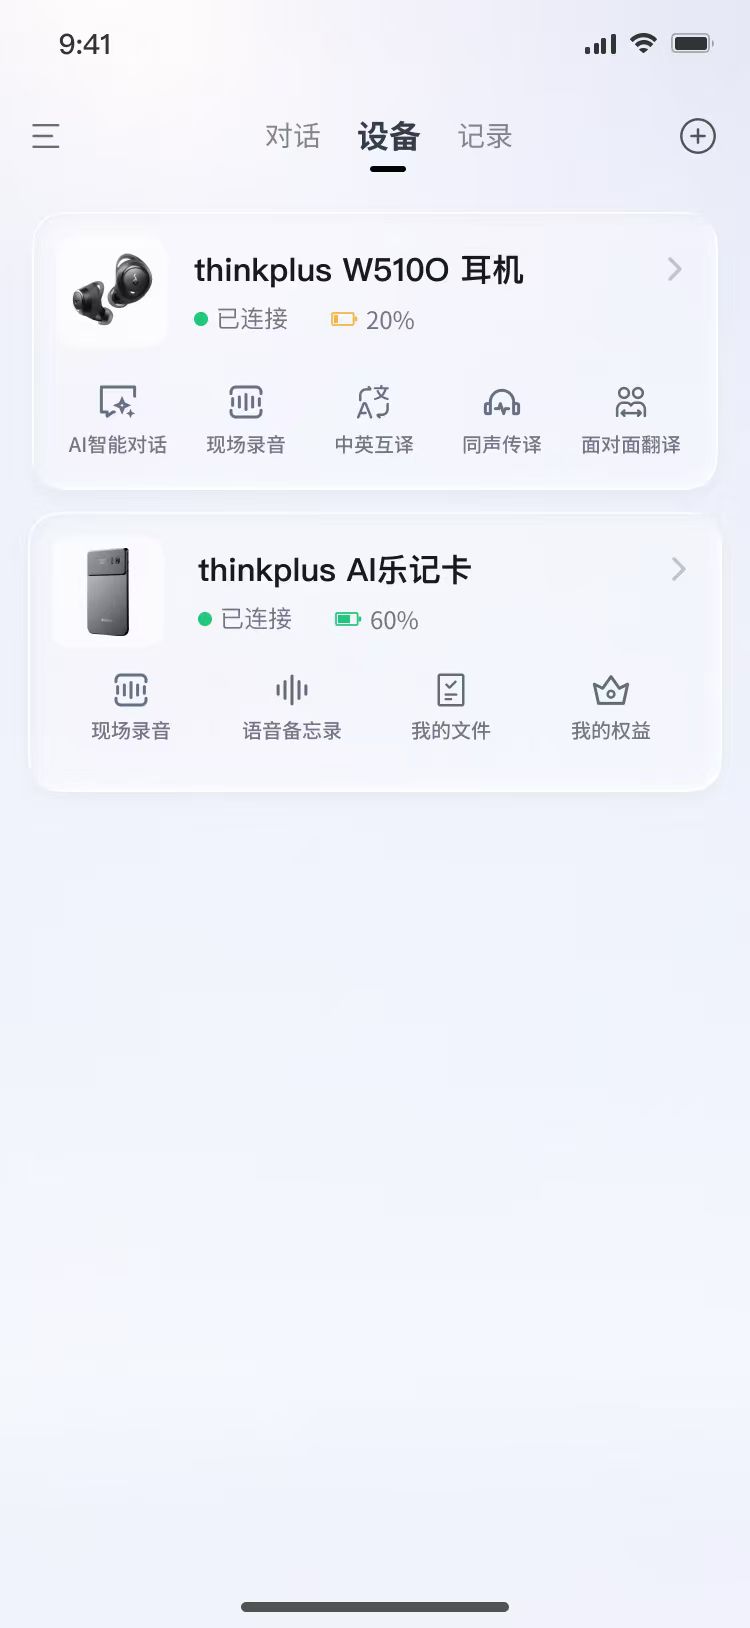 9:41
对话 设备 记录
thinkplus W510O 耳机
已连接 20%
AI智能对话 现场录音 中英互译 同声传译 面对面翻译
thinkplus AI乐记卡
已连接 60%
现场录音 语音备忘录 我的文件 我的权益